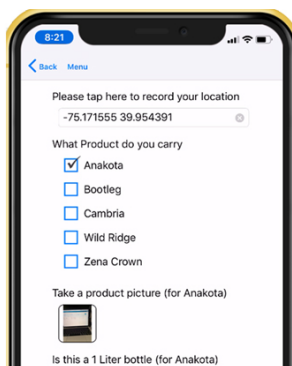 8:21
Back Menu
Please tap here to record your location
-75.171555 39.954391
What Product do you carry
Anakota
Bootleg
Cambria
Wild Ridge
Zena Crown
Take a product picture (for Anakota)
Is this a 1 Liter bottle (for Anakota)